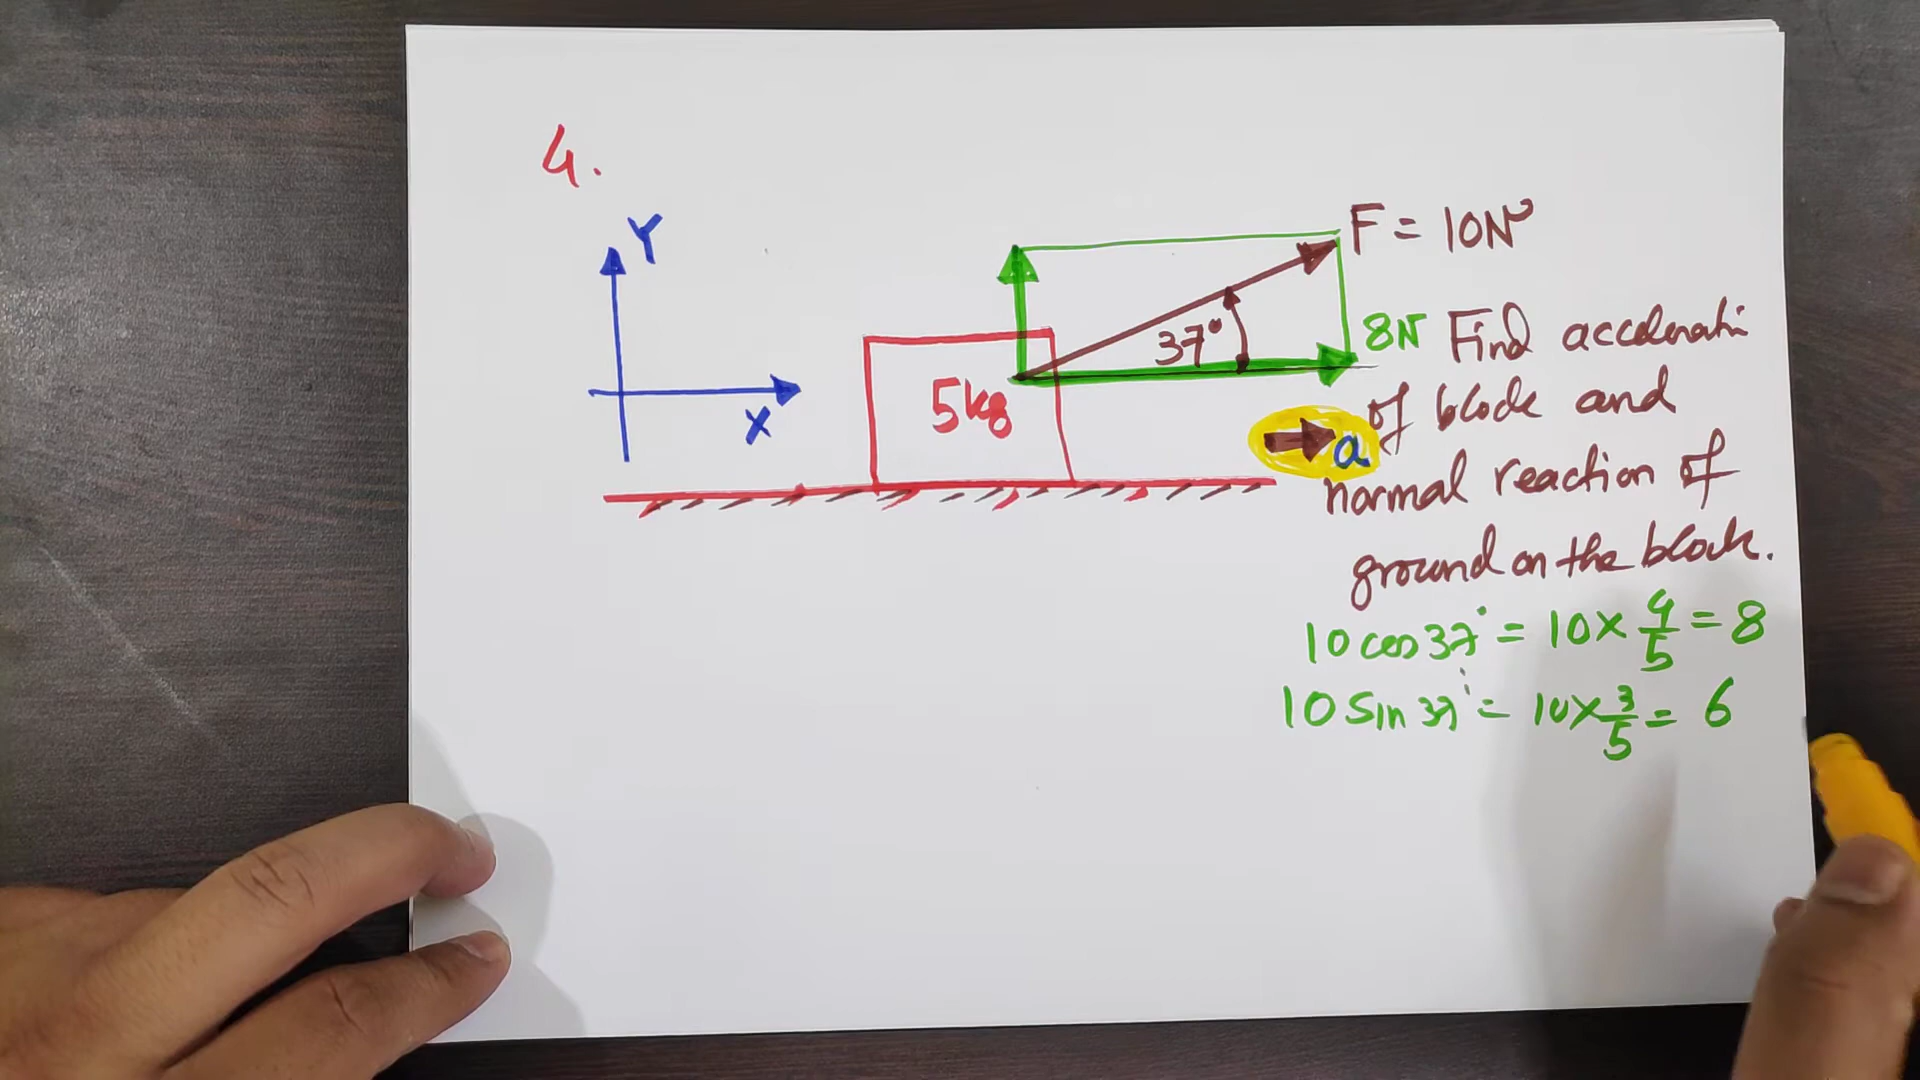 4.
Y
X
5kg
37°
F = 10N
8N
a
Find acceleratin
of block and
normal reaction of
ground on the block.
10 cos 37° = 10 × 4/5 = 8
10 sin 37° = 10 × 3/5 = 6